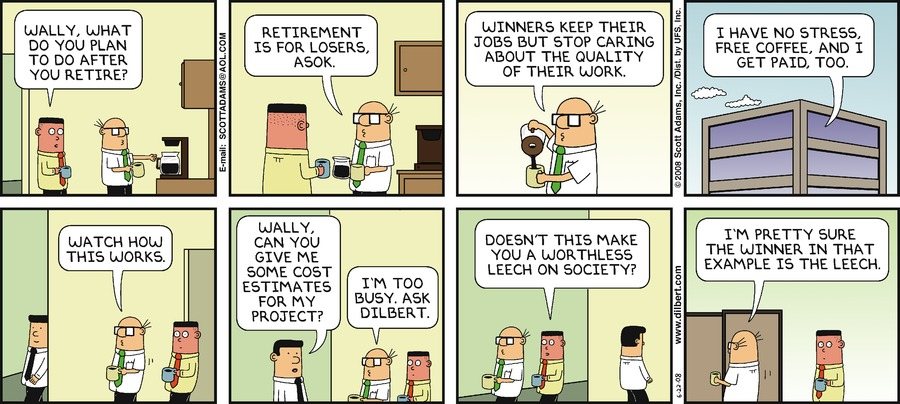 WALLY, WHAT
DO YOU PLAN
TO DO AFTER
YOU RETIRE?
E-mail: SCOTTADAMS@AOL.COM
RETIREMENT
IS FOR LOSERS,
ASOK.
WINNERS KEEP THEIR
JOBS BUT STOP CARING
ABOUT THE QUALITY
OF THEIR WORK.
© 2008 Scott Adams, Inc. /Dist. by UFS, Inc.
I HAVE NO STRESS,
FREE COFFEE, AND I
GET PAID, TOO.
WATCH HOW
THIS WORKS.
WALLY,
CAN YOU
GIVE ME
SOME COST
ESTIMATES
FOR MY
PROJECT?
I'M TOO
BUSY. ASK
DILBERT.
DOESN'T THIS MAKE
YOU A WORTHLESS
LEECH ON SOCIETY?
6-22-08
www.dilbert.com
I'M PRETTY SURE
THE WINNER IN THAT
EXAMPLE IS THE LEECH.